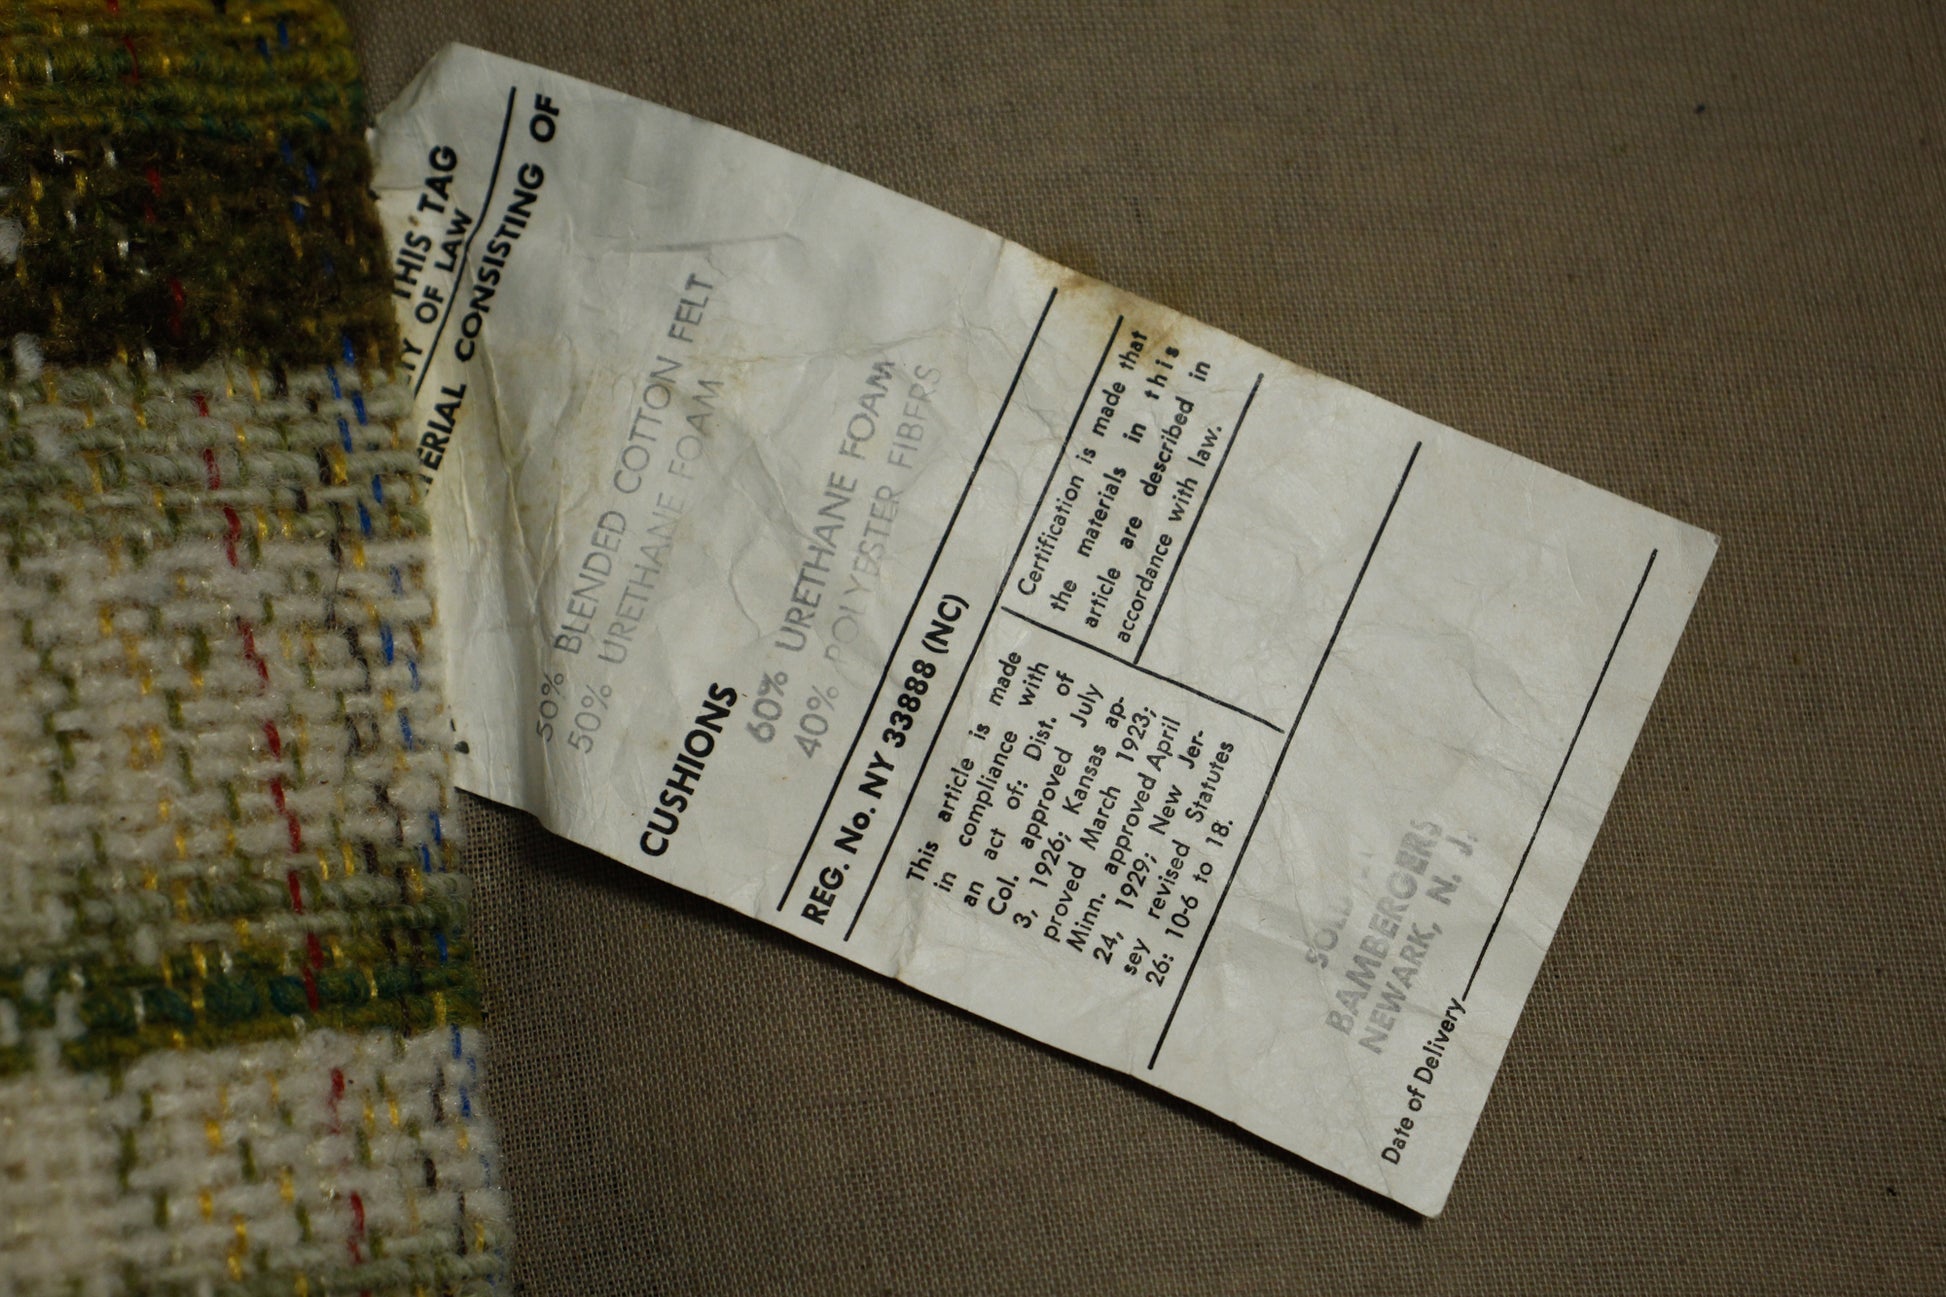 THIS TAG
OF LAW
MATERIAL CONSISTING OF
50% BLENDED COTTON FELT
50% URETHANE FOAM
CUSHIONS
60% URETHANE FOAM
40% POLYESTER FIBERS
REG. No. NY 33888 (NC)
This article is made
in compliance with
an act of: Dist. of
Col. approved July
3, 1926; Kansas ap-
proved March 1923;
Minn. approved April
24, 1929; New Jer-
sey revised Statutes
26: 10-6 to 18.
Certification is made that
the materials in this
article are described in
accordance with law.
SOLD
BAMBERGERS
NEWARK, N. J.
Date of Delivery